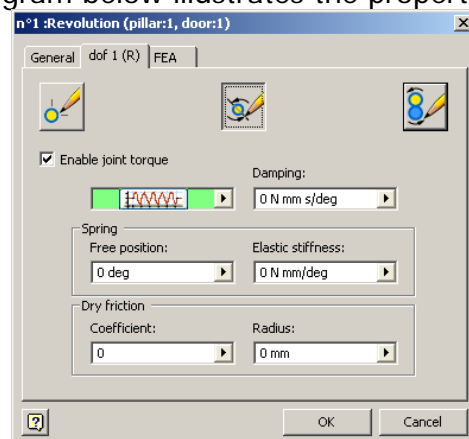 gram below illustrates the propert
n°1 :Revolution (pillar:1, door:1)
General dof 1 (R) FEA
Enable joint torque
Damping:
0 N mm s/deg
Spring
Free position: Elastic stiffness:
0 deg 0 N mm/deg
Dry friction
Coefficient: Radius:
0 0 mm
OK Cancel